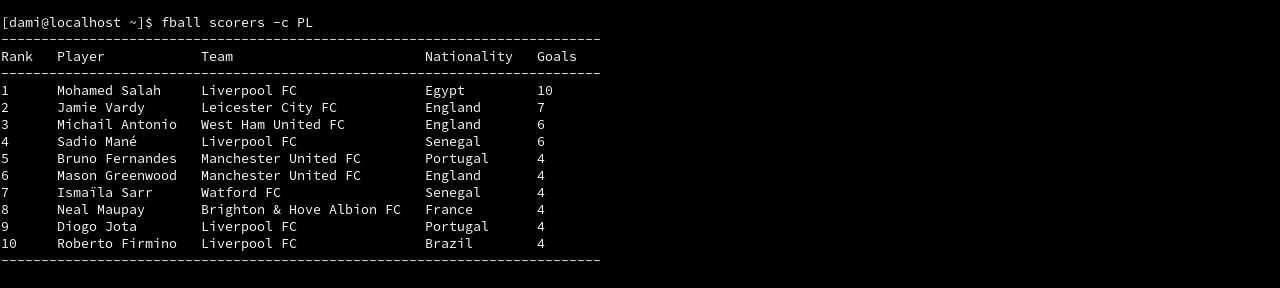 [dami@localhost ~]$ fball scorers -c PL
---------------------------------------------------------------------------
Rank   Player            Team                        Nationality   Goals
---------------------------------------------------------------------------
1      Mohamed Salah     Liverpool FC                Egypt         10
2      Jamie Vardy       Leicester City FC           England       7
3      Michail Antonio   West Ham United FC          England       6
4      Sadio Mané        Liverpool FC                Senegal       6
5      Bruno Fernandes   Manchester United FC        Portugal      4
6      Mason Greenwood   Manchester United FC        England       4
7      Ismaïla Sarr      Watford FC                  Senegal       4
8      Neal Maupay       Brighton & Hove Albion FC   France        4
9      Diogo Jota        Liverpool FC                Portugal      4
10     Roberto Firmino   Liverpool FC                Brazil        4
---------------------------------------------------------------------------